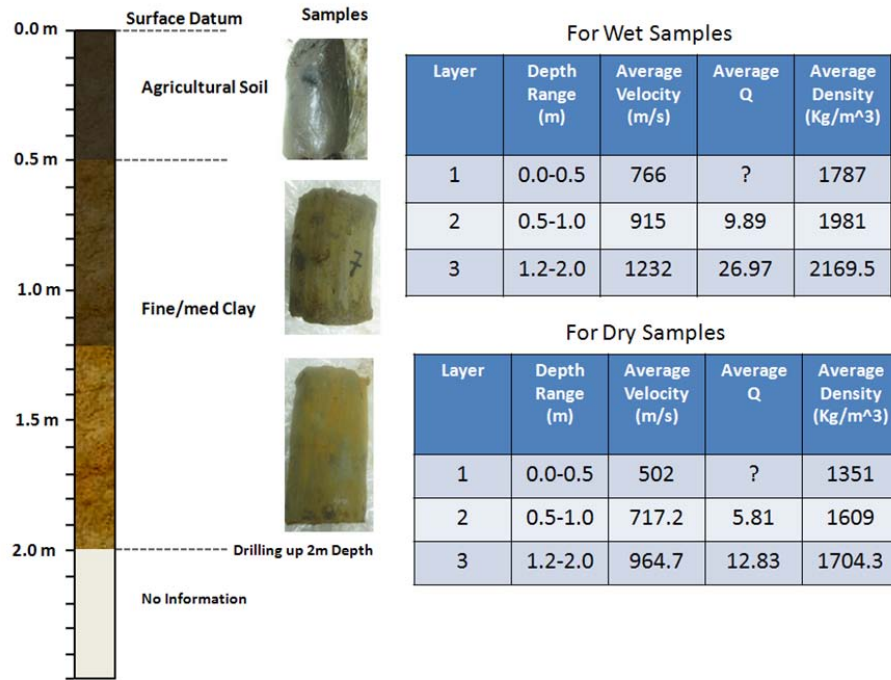 Surface Datum
Samples
0.0 m
Agricultural Soil
0.5 m
7
1.0 m
Fine/med Clay
1.5 m
2.0 m
Drilling up 2m Depth
No Information
For Wet Samples
Layer Depth Range (m) Average Velocity (m/s) Average Q Average Density (Kg/m^3)
1 0.0-0.5 766 ? 1787
2 0.5-1.0 915 9.89 1981
3 1.2-2.0 1232 26.97 2169.5
For Dry Samples
Layer Depth Range (m) Average Velocity (m/s) Average Q Average Density (Kg/m^3)
1 0.0-0.5 502 ? 1351
2 0.5-1.0 717.2 5.81 1609
3 1.2-2.0 964.7 12.83 1704.3